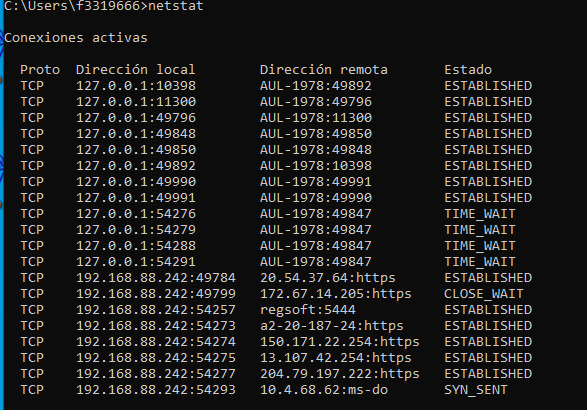 C:\Users\f3319666>netstat
Conexiones activas
Proto  Dirección local          Dirección remota       Estado
TCP    127.0.0.1:10398        AUL-1978:49892         ESTABLISHED
TCP    127.0.0.1:11300        AUL-1978:49796         ESTABLISHED
TCP    127.0.0.1:49796        AUL-1978:11300         ESTABLISHED
TCP    127.0.0.1:49848        AUL-1978:49850         ESTABLISHED
TCP    127.0.0.1:49850        AUL-1978:49848         ESTABLISHED
TCP    127.0.0.1:49892        AUL-1978:10398         ESTABLISHED
TCP    127.0.0.1:49990        AUL-1978:49991         ESTABLISHED
TCP    127.0.0.1:49991        AUL-1978:49990         ESTABLISHED
TCP    127.0.0.1:54276        AUL-1978:49847         TIME_WAIT
TCP    127.0.0.1:54279        AUL-1978:49847         TIME_WAIT
TCP    127.0.0.1:54288        AUL-1978:49847         TIME_WAIT
TCP    127.0.0.1:54291        AUL-1978:49847         TIME_WAIT
TCP    192.168.88.242:49784   20.54.37.64:https      ESTABLISHED
TCP    192.168.88.242:49799   172.67.14.205:https    CLOSE_WAIT
TCP    192.168.88.242:54257   regsoft:5444           ESTABLISHED
TCP    192.168.88.242:54273   a2-20-187-24:https     ESTABLISHED
TCP    192.168.88.242:54274   150.171.22.254:https   ESTABLISHED
TCP    192.168.88.242:54275   13.107.42.254:https    ESTABLISHED
TCP    192.168.88.242:54277   204.79.197.222:https   ESTABLISHED
TCP    192.168.88.242:54293   10.4.68.62:ms-do       SYN_SENT